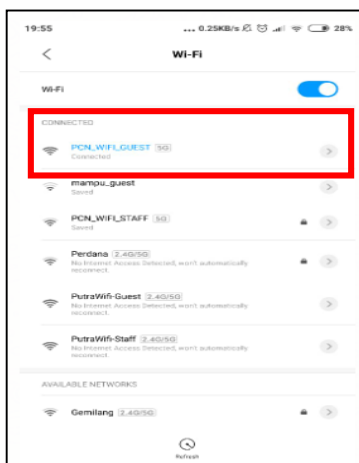 19:55 ... 0.25KB/s 28%
Wi-Fi
Wi-Fi
CONNECTED
PCN_WIFI_GUEST 5G
Connected
mampu_guest
Saved
PCN_WIFI_STAFF 5G
Saved
Perdana 2.4G/5G
No Internet Access Detected, won't automatically
reconnect.
PutraWifi-Guest 2.4G/5G
No Internet Access Detected, won't automatically
reconnect.
PutraWifi-Staff 2.4G/5G
No Internet Access Detected, won't automatically
reconnect.
AVAILABLE NETWORKS
Gemilang 2.4G/5G
Refresh